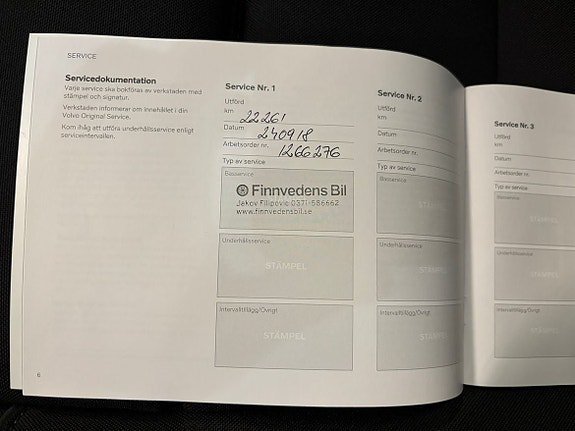 SERVICE
Servicedokumentation
Varje service ska bokföras av verkstaden med
stämpel och signatur.
Verkstaden informerar om innehållet i din
Volvo Original Service.
Kom ihåg att utföra underhållsservice enligt
serviceintervallen.
Service Nr. 1
Utförd
km 22261
Datum 240918
Arbetsorder nr. 1266276
Typ av service
Basservice
Finnvedens Bil
Jakov Filipovic 0371-586662
www.finnvedensbil.se
Underhållsservice
STÄMPEL
Intervalltillägg/Övrigt
STÄMPEL
Service Nr. 2
Utförd
km
Datum
Arbetsorder nr.
Typ av service
Basservice
STÄMPEL
Underhållsservice
STÄMPEL
Intervalltillägg/Övrigt
STÄMPEL
Service Nr. 3
Utförd
km
Datum
Arbetsorder nr.
Typ av service
Basservice
STÄMPEL
Underhållsservice
STÄMPEL
Intervalltillägg/Övrigt
STÄMPEL
6